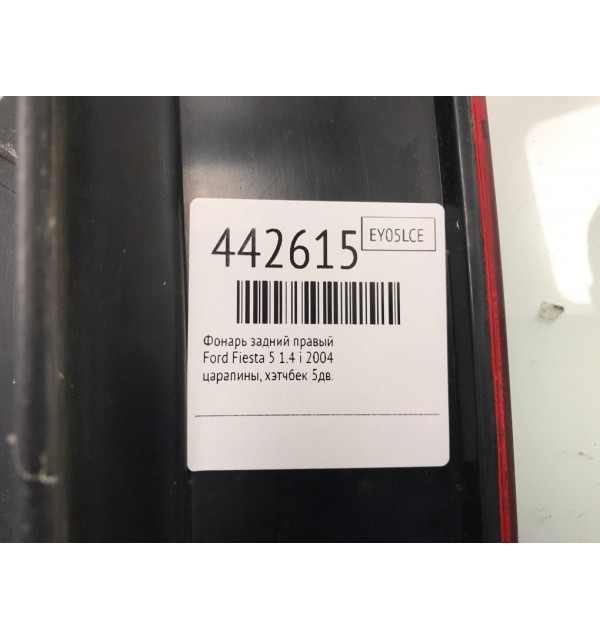 442615
EY05LCE
Фонарь задний правый
Ford Fiesta 5 1.4 i 2004
царапины, хэтчбек 5дв.